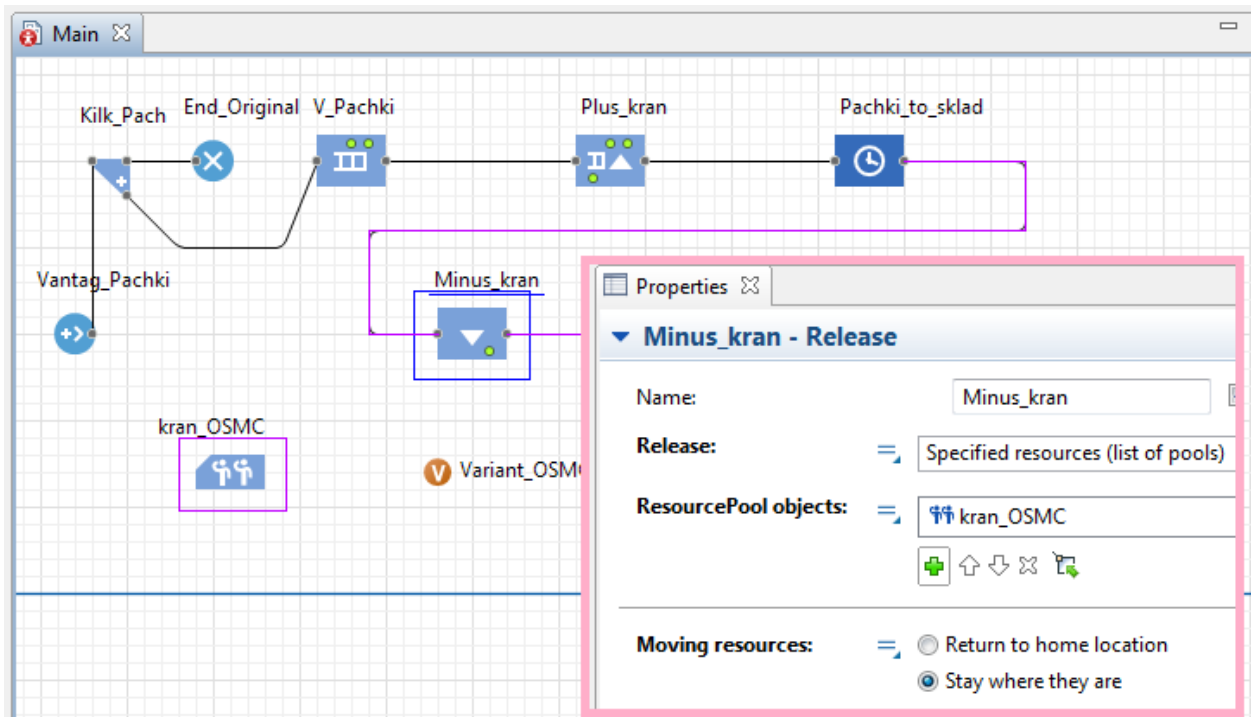 Main
Kilk_Pach
End_Original
V_Pachki
Plus_kran
Pachki_to_sklad
Vantag_Pachki
Minus_kran
kran_OSMC
V Variant_OSM
Properties
Minus_kran - Release
Name: Minus_kran
Release: Specified resources (list of pools)
ResourcePool objects: kran_OSMC
Moving resources: Return to home location
Stay where they are